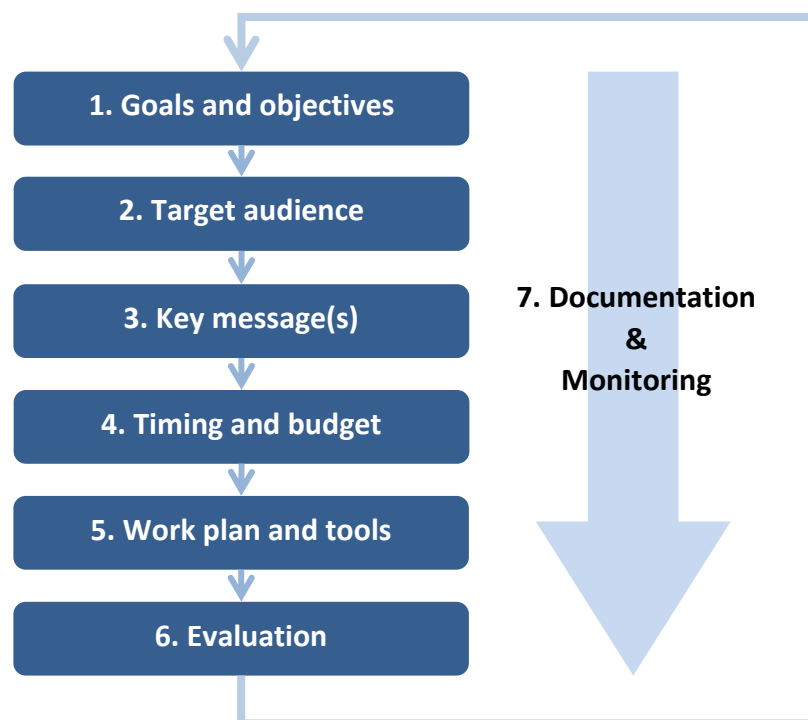 1. Goals and objectives
2. Target audience
3. Key message(s)
4. Timing and budget
5. Work plan and tools
6. Evaluation
7. Documentation
&
Monitoring